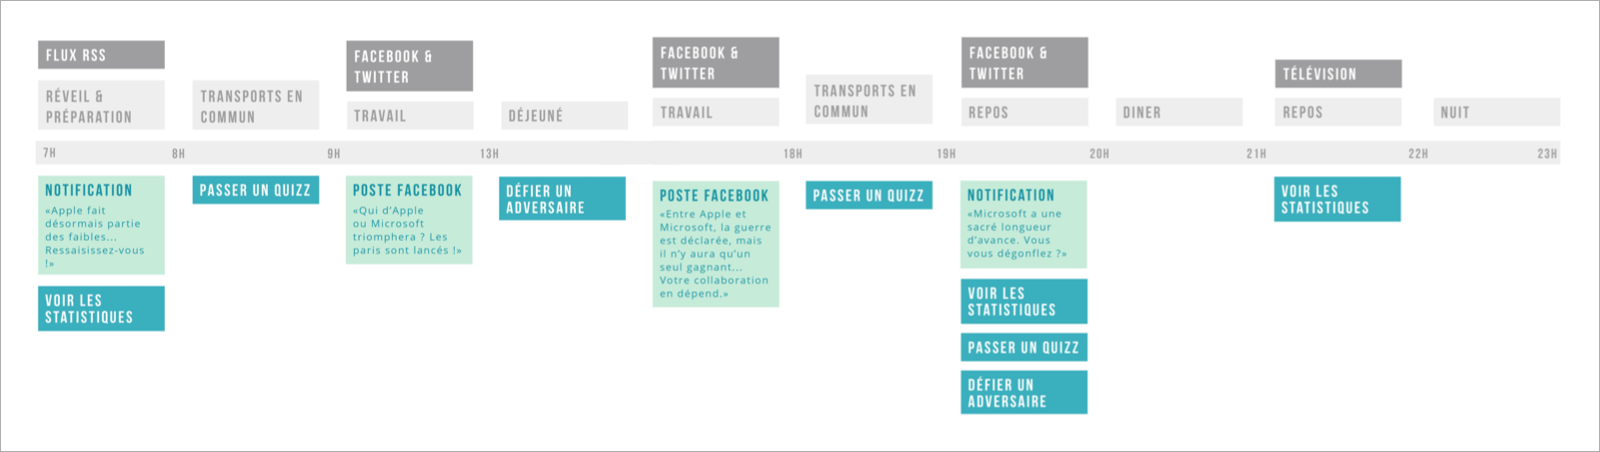 FLUX RSS
RÉVEIL &
PRÉPARATION
TRANSPORTS EN
COMMUN
FACEBOOK &
TWITTER
TRAVAIL
DÉJEUNÉ
FACEBOOK &
TWITTER
TRAVAIL
TRANSPORTS EN
COMMUN
FACEBOOK &
TWITTER
REPOS
DINER
TÉLÉVISION
REPOS
NUIT
7H 8H 9H 13H 18H 19H 20H 21H 22H 23H
NOTIFICATION
«Apple fait
désormais partie
des faibles...
Ressaisissez-vous
!»
VOIR LES
STATISTIQUES
PASSER UN QUIZZ
POSTE FACEBOOK
«Qui d'Apple
ou Microsoft
triomphera ? Les
paris sont lancés !»
DÉFIER UN
ADVERSAIRE
POSTE FACEBOOK
«Entre Apple et
Microsoft, la guerre
est déclarée, mais
il n'y aura qu'un
seul gagnant...
Votre collaboration
en dépend.»
PASSER UN QUIZZ
NOTIFICATION
«Microsoft a une
sacré longueur
d'avance. Vous
vous dégonflez ?»
VOIR LES
STATISTIQUES
PASSER UN QUIZZ
DÉFIER UN
ADVERSAIRE
VOIR LES
STATISTIQUES